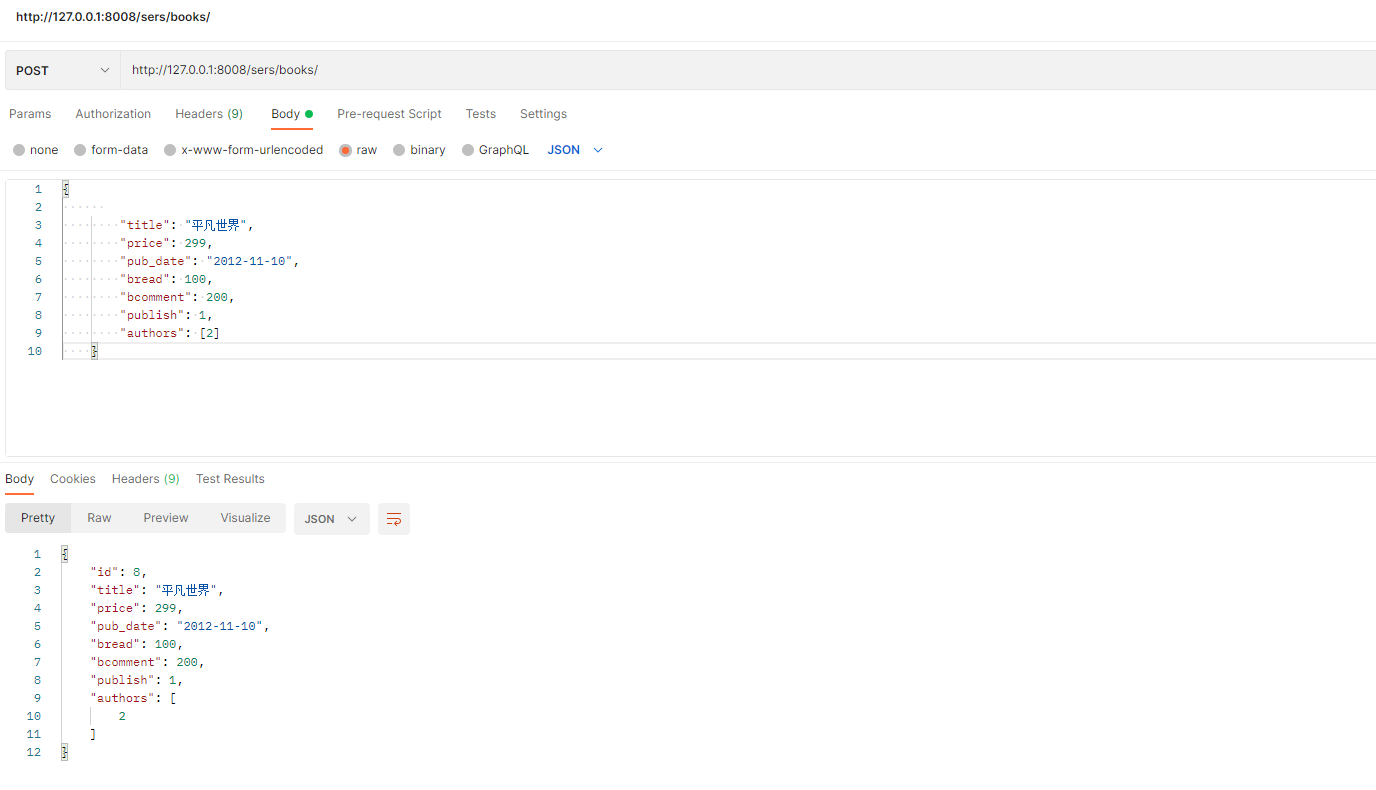 http://127.0.0.1:8008/sers/books/
POST http://127.0.0.1:8008/sers/books/
Params Authorization Headers (9) Body Pre-request Script Tests Settings
none form-data x-www-form-urlencoded raw binary GraphQL JSON
1 {
2
3 "title": "平凡世界",
4 "price": 299,
5 "pub_date": "2012-11-10",
6 "bread": 100,
7 "bcomment": 200,
8 "publish": 1,
9 "authors": [2]
10 }
Body Cookies Headers (9) Test Results
Pretty Raw Preview Visualize JSON
1 {
2 "id": 8,
3 "title": "平凡世界",
4 "price": 299,
5 "pub_date": "2012-11-10",
6 "bread": 100,
7 "bcomment": 200,
8 "publish": 1,
9 "authors": [
10 2
11 ]
12 }